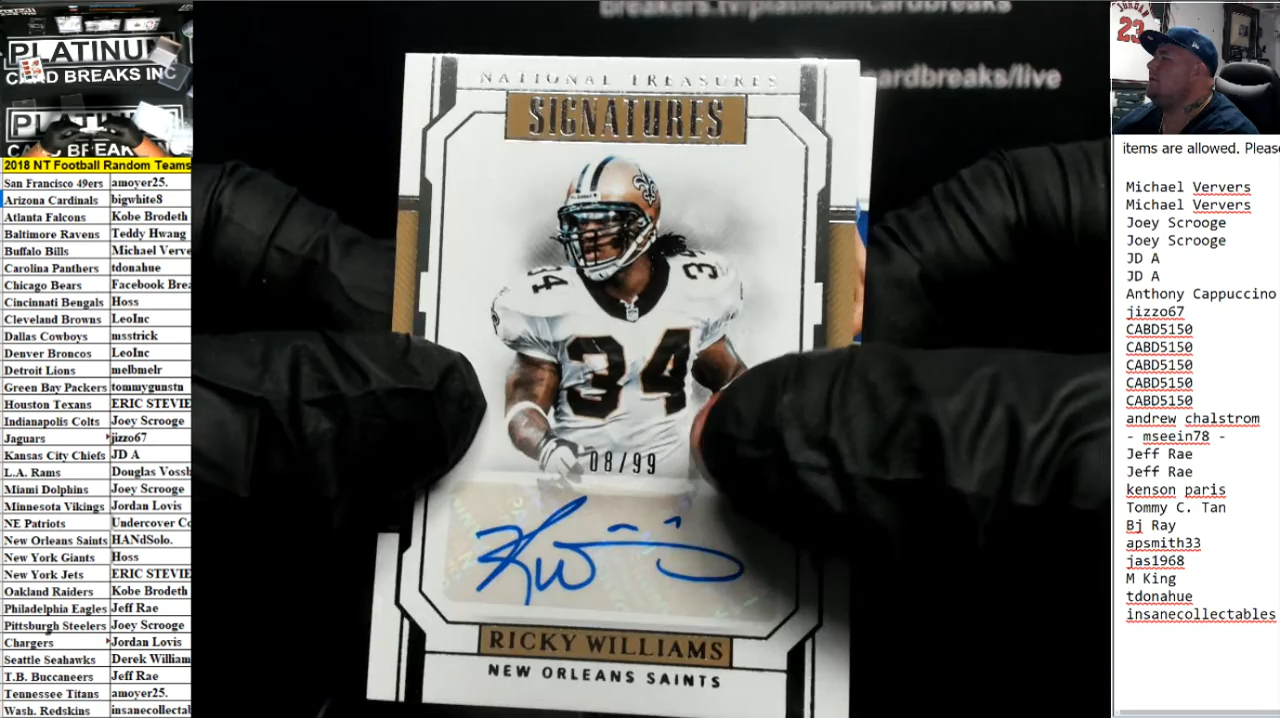 PLATINUM
CARD BREAKS INC
PLATINUM
2018 NT Football Random Teams
San Francisco 49ers amoyer25.
Arizona Cardinals bigwhite8
Atlanta Falcons Kobe Brodeth
Baltimore Ravens Teddy Hwang
Buffalo Bills Michael Verve
Carolina Panthers tdonahue
Chicago Bears Facebook Brea
Cincinnati Bengals Hoss
Cleveland Browns LeoInc
Dallas Cowboys msstrick
Denver Broncos LeoInc
Detroit Lions melbmelr
Green Bay Packers tommygunstn
Houston Texans ERIC STEVIE
Indianapolis Colts Joey Scrooge
Jaguars jizzo67
Kansas City Chiefs JD A
L.A. Rams Douglas Vossb
Miami Dolphins Joey Scrooge
Minnesota Vikings Jordan Lovis
NE Patriots Undercover Co
New Orleans Saints HANdSolo.
New York Giants Hoss
New York Jets ERIC STEVIE
Oakland Raiders Kobe Brodeth
Philadelphia Eagles Jeff Rae
Pittsburgh Steelers Joey Scrooge
Chargers Jordan Lovis
Seattle Seahawks Derek William
T.B. Buccaneers Jeff Rae
Tennessee Titans amoyer25.
Wash. Redskins insanecollectal
ardbreaks/live
NATIONAL TREASURES
SIGNATURES
34
34
34
08/99
RICKY WILLIAMS
NEW ORLEANS SAINTS
JORDAN
23
items are allowed. Please
Michael Ververs
Michael Ververs
Joey Scrooge
Joey Scrooge
JD A
JD A
Anthony Cappuccino
jizzo67
CABD5150
CABD5150
CABD5150
CABD5150
CABD5150
andrew chalstrom
- mseein78 -
Jeff Rae
Jeff Rae
kenson paris
Tommy C. Tan
Bj Ray
apsmith33
jas1968
M King
tdonahue
insanecollectables